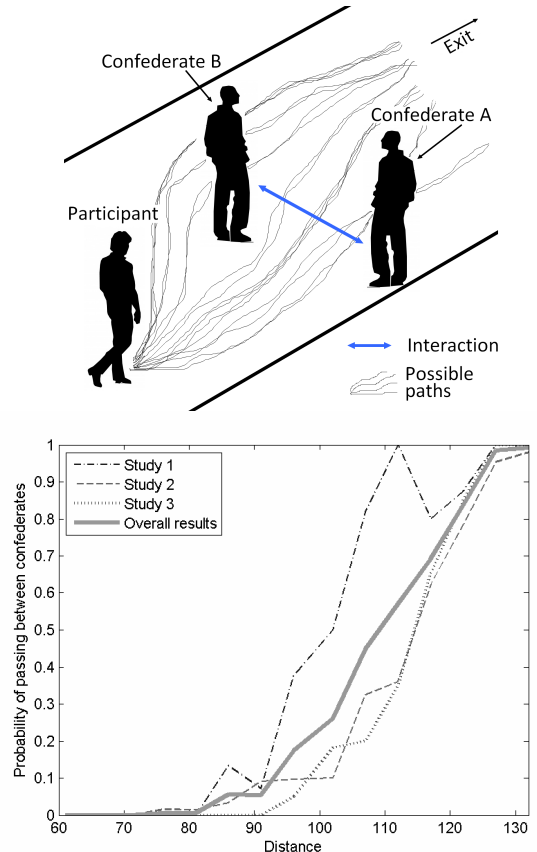 Exit
Confederate B
Confederate A
Participant
Interaction
Possible
paths
Probability of passing between confederates
1
0.9
0.8
0.7
0.6
0.5
0.4
0.3
0.2
0.1
0
Study 1
Study 2
Study 3
Overall results
60 70 80 90 100 110 120 130
Distance